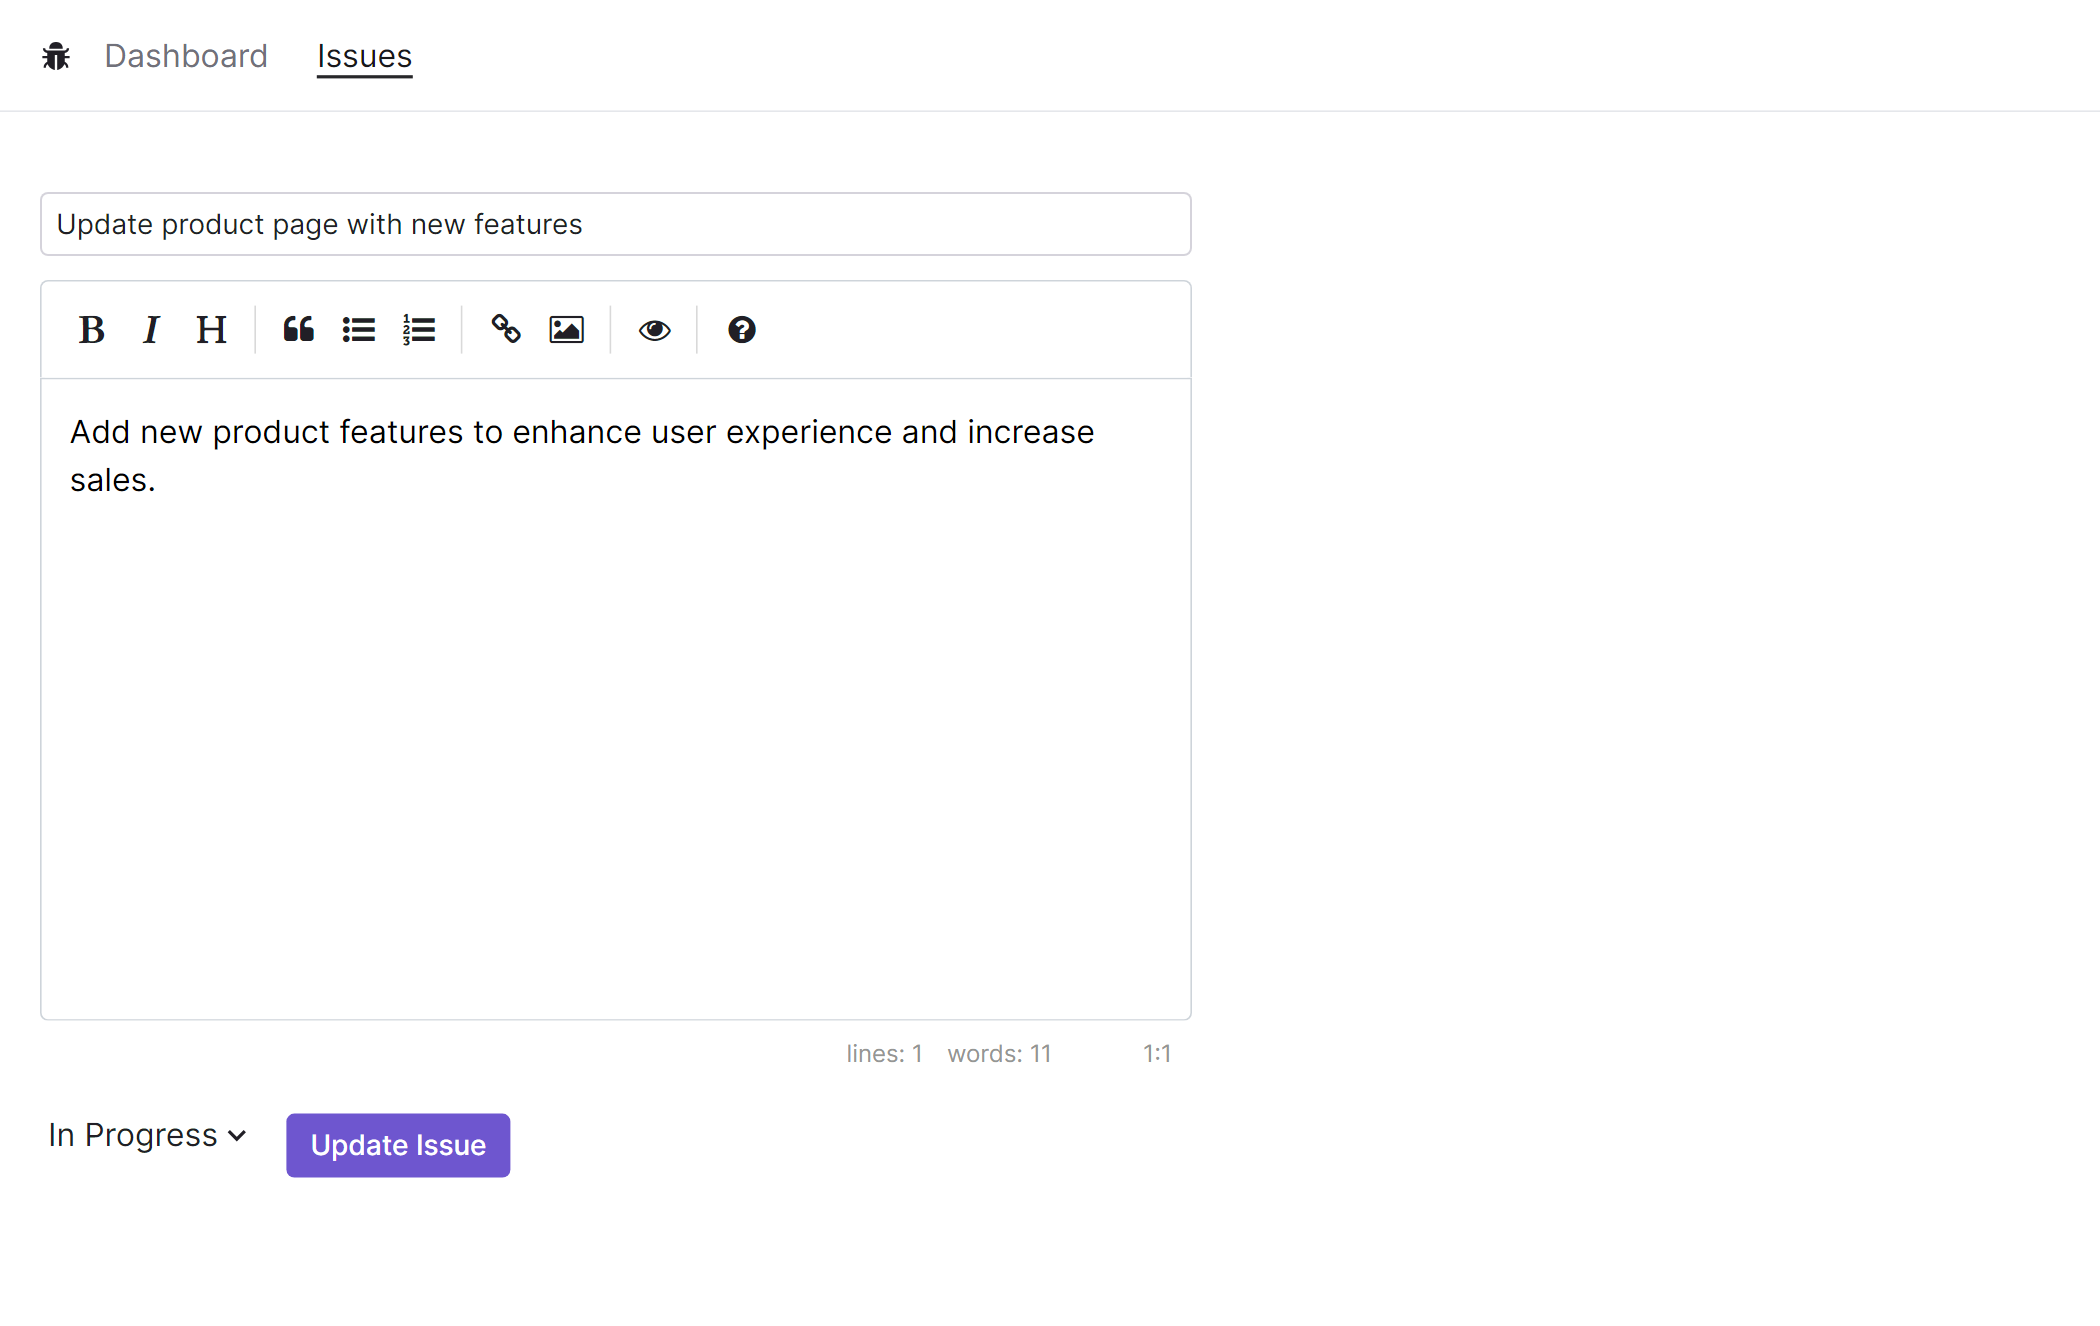 Dashboard Issues
Update product page with new features
B I H
Add new product features to enhance user experience and increase
sales.
lines: 1 words: 11 1:1
In Progress Update Issue